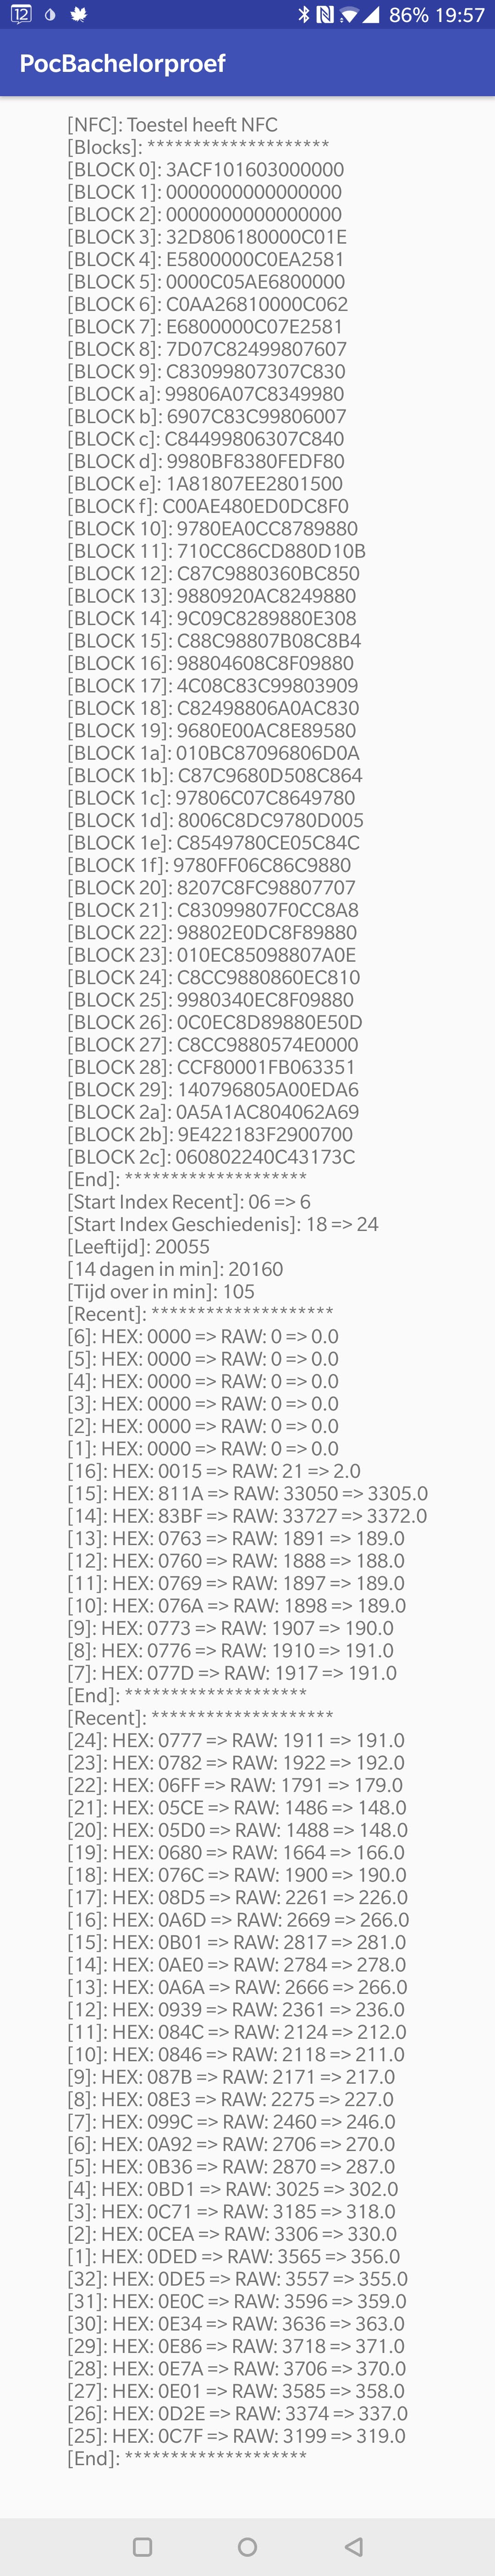 12 86% 19:57
PocBachelorproef
[NFC]: Toestel heeft NFC
[Blocks]: ********************
[BLOCK 0]: 3ACF101603000000
[BLOCK 1]: 0000000000000000
[BLOCK 2]: 0000000000000000
[BLOCK 3]: 32D806180000C01E
[BLOCK 4]: E5800000C0EA2581
[BLOCK 5]: 0000C05AE6800000
[BLOCK 6]: C0AA26810000C062
[BLOCK 7]: E6800000C07E2581
[BLOCK 8]: 7D07C82499807607
[BLOCK 9]: C83099807307C830
[BLOCK a]: 99806A07C8349980
[BLOCK b]: 6907C83C99806007
[BLOCK c]: C84499806307C840
[BLOCK d]: 9980BF8380FEDF80
[BLOCK e]: 1A81807EE2801500
[BLOCK f]: C00AE480ED0DC8F0
[BLOCK 10]: 9780EA0CC8789880
[BLOCK 11]: 710CC86CD880D10B
[BLOCK 12]: C87C9880360BC850
[BLOCK 13]: 9880920AC8249880
[BLOCK 14]: 9C09C8289880E308
[BLOCK 15]: C88C98807B08C8B4
[BLOCK 16]: 98804608C8F09880
[BLOCK 17]: 4C08C83C99803909
[BLOCK 18]: C82498806A0AC830
[BLOCK 19]: 9680E00AC8E89580
[BLOCK 1a]: 010BC87096806D0A
[BLOCK 1b]: C87C9680D508C864
[BLOCK 1c]: 97806C07C8649780
[BLOCK 1d]: 8006C8DC9780D005
[BLOCK 1e]: C8549780CE05C84C
[BLOCK 1f]: 9780FF06C86C9880
[BLOCK 20]: 8207C8FC98807707
[BLOCK 21]: C83099807F0CC8A8
[BLOCK 22]: 98802E0DC8F89880
[BLOCK 23]: 010EC85098807A0E
[BLOCK 24]: C8CC9880860EC810
[BLOCK 25]: 9980340EC8F09880
[BLOCK 26]: 0C0EC8D89880E50D
[BLOCK 27]: C8CC9880574E0000
[BLOCK 28]: CCF80001FB063351
[BLOCK 29]: 140796805A00EDA6
[BLOCK 2a]: 0A5A1AC804062A69
[BLOCK 2b]: 9E422183F2900700
[BLOCK 2c]: 060802240C43173C
[End]: ********************
[Start Index Recent]: 06 => 6
[Start Index Geschiedenis]: 18 => 24
[Leeftijd]: 20055
[14 dagen in min]: 20160
[Tijd over in min]: 105
[Recent]: ********************
[6]: HEX: 0000 => RAW: 0 => 0.0
[5]: HEX: 0000 => RAW: 0 => 0.0
[4]: HEX: 0000 => RAW: 0 => 0.0
[3]: HEX: 0000 => RAW: 0 => 0.0
[2]: HEX: 0000 => RAW: 0 => 0.0
[1]: HEX: 0000 => RAW: 0 => 0.0
[16]: HEX: 0015 => RAW: 21 => 2.0
[15]: HEX: 811A => RAW: 33050 => 3305.0
[14]: HEX: 83BF => RAW: 33727 => 3372.0
[13]: HEX: 0763 => RAW: 1891 => 189.0
[12]: HEX: 0760 => RAW: 1888 => 188.0
[11]: HEX: 0769 => RAW: 1897 => 189.0
[10]: HEX: 076A => RAW: 1898 => 189.0
[9]: HEX: 0773 => RAW: 1907 => 190.0
[8]: HEX: 0776 => RAW: 1910 => 191.0
[7]: HEX: 077D => RAW: 1917 => 191.0
[End]: ********************
[Recent]: ********************
[24]: HEX: 0777 => RAW: 1911 => 191.0
[23]: HEX: 0782 => RAW: 1922 => 192.0
[22]: HEX: 06FF => RAW: 1791 => 179.0
[21]: HEX: 05CE => RAW: 1486 => 148.0
[20]: HEX: 05D0 => RAW: 1488 => 148.0
[19]: HEX: 0680 => RAW: 1664 => 166.0
[18]: HEX: 076C => RAW: 1900 => 190.0
[17]: HEX: 08D5 => RAW: 2261 => 226.0
[16]: HEX: 0A6D => RAW: 2669 => 266.0
[15]: HEX: 0B01 => RAW: 2817 => 281.0
[14]: HEX: 0AE0 => RAW: 2784 => 278.0
[13]: HEX: 0A6A => RAW: 2666 => 266.0
[12]: HEX: 0939 => RAW: 2361 => 236.0
[11]: HEX: 084C => RAW: 2124 => 212.0
[10]: HEX: 0846 => RAW: 2118 => 211.0
[9]: HEX: 087B => RAW: 2171 => 217.0
[8]: HEX: 08E3 => RAW: 2275 => 227.0
[7]: HEX: 099C => RAW: 2460 => 246.0
[6]: HEX: 0A92 => RAW: 2706 => 270.0
[5]: HEX: 0B36 => RAW: 2870 => 287.0
[4]: HEX: 0BD1 => RAW: 3025 => 302.0
[3]: HEX: 0C71 => RAW: 3185 => 318.0
[2]: HEX: 0CEA => RAW: 3306 => 330.0
[1]: HEX: 0DED => RAW: 3565 => 356.0
[32]: HEX: 0DE5 => RAW: 3557 => 355.0
[31]: HEX: 0E0C => RAW: 3596 => 359.0
[30]: HEX: 0E34 => RAW: 3636 => 363.0
[29]: HEX: 0E86 => RAW: 3718 => 371.0
[28]: HEX: 0E7A => RAW: 3706 => 370.0
[27]: HEX: 0E01 => RAW: 3585 => 358.0
[26]: HEX: 0D2E => RAW: 3374 => 337.0
[25]: HEX: 0C7F => RAW: 3199 => 319.0
[End]: ********************